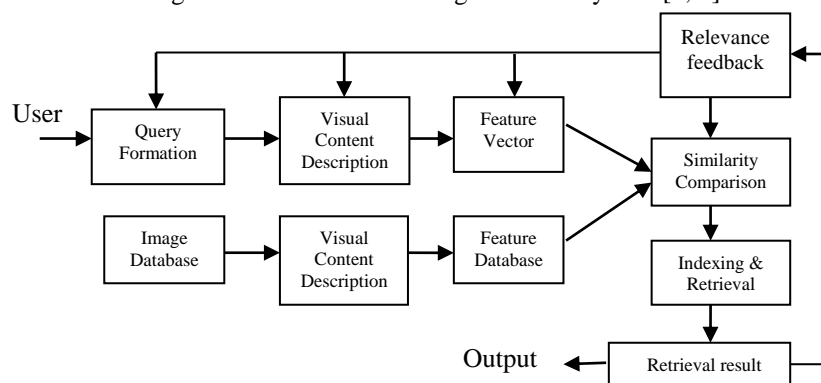 Relevance
feedback
User
Query
Formation
Visual
Content
Description
Feature
Vector
Similarity
Comparison
Image
Database
Visual
Content
Description
Feature
Database
Indexing &
Retrieval
Output
Retrieval result